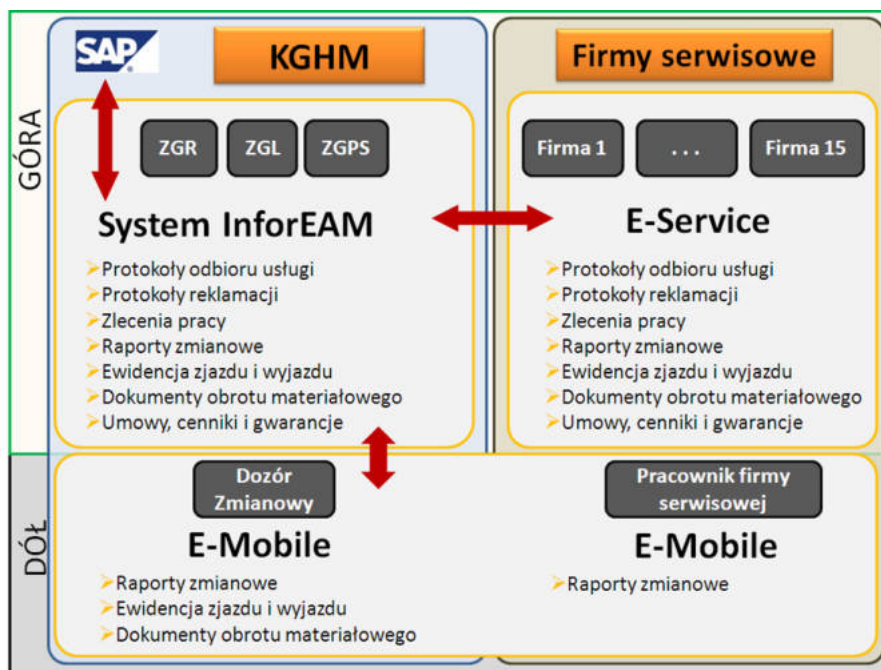 SAP
KGHM
Firmy serwisowe
GÓRA
ZGR
ZGL
ZGPS
System InforEAM
Protokoły odbioru usługi
Protokoły reklamacji
Zlecenia pracy
Raporty zmianowe
Ewidencja zjazdu i wyjazdu
Dokumenty obrotu materiałowego
Umowy, cenniki i gwarancje
Firma 1
. . .
Firma 15
E-Service
Protokoły odbioru usługi
Protokoły reklamacji
Zlecenia pracy
Raporty zmianowe
Ewidencja zjazdu i wyjazdu
Dokumenty obrotu materiałowego
Umowy, cenniki i gwarancje
DÓŁ
Dozór
Zmianowy
E-Mobile
Raporty zmianowe
Ewidencja zjazdu i wyjazdu
Dokumenty obrotu materiałowego
Pracownik firmy
serwisowej
E-Mobile
Raporty zmianowe